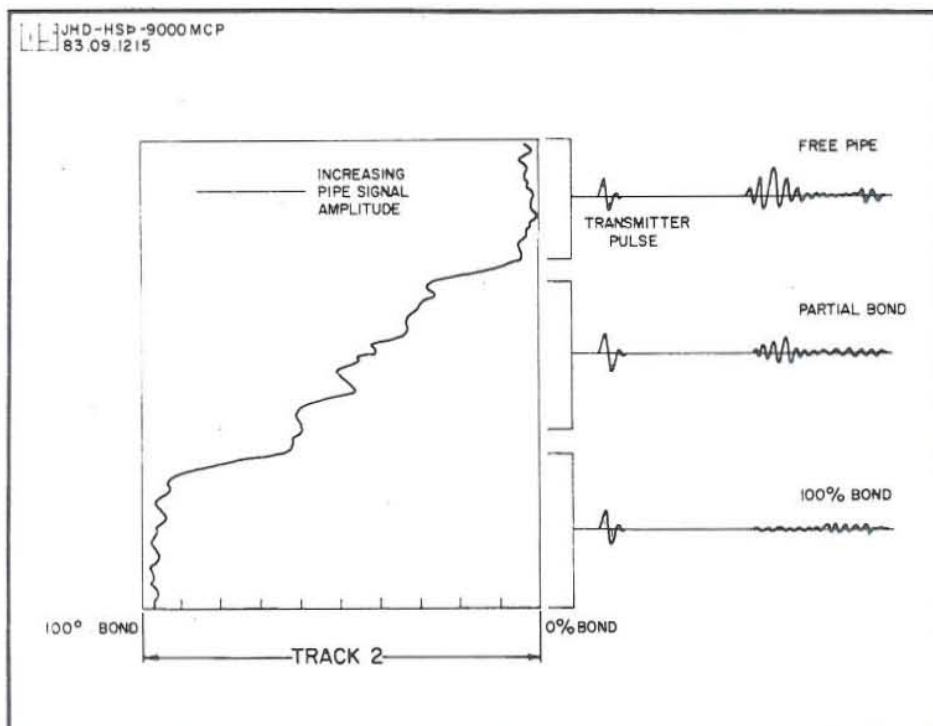 JHD-HSÞ-9000 MCP
83.09.1215
FREE PIPE
INCREASING
PIPE SIGNAL
AMPLITUDE
TRANSMITTER
PULSE
PARTIAL BOND
100% BOND
100° BOND
0% BOND
TRACK 2